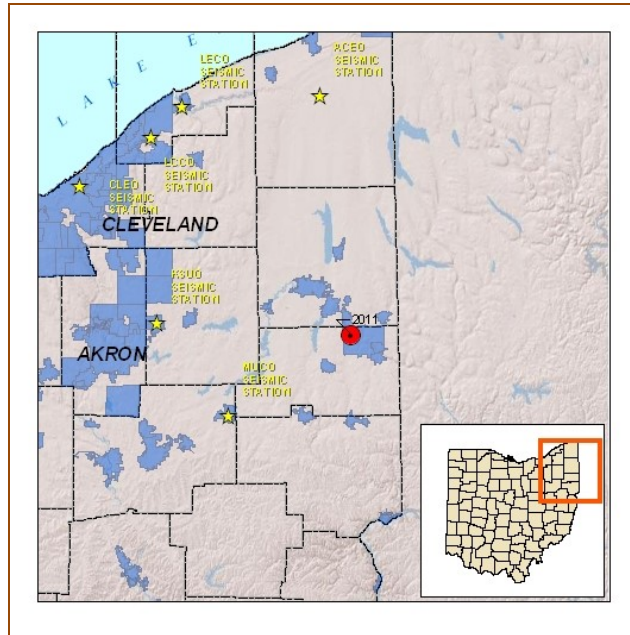 LAKE E
LECO
SEISMIC
STATION
ACEO
SEISMIC
STATION
LCCO
SEISMIC
STATION
CLEO
SEISMIC
STATION
CLEVELAND
KSUO
SEISMIC
STATION
2011
AKRON
MUCO
SEISMIC
STATION